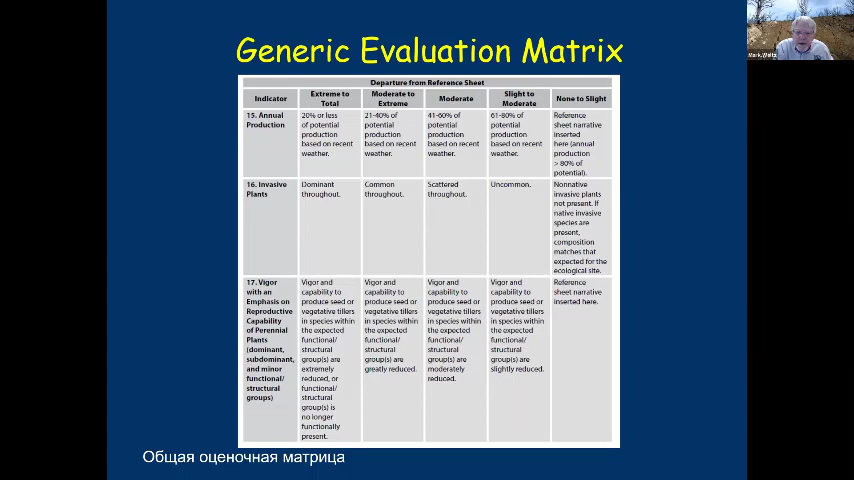 Generic Evaluation Matrix
Mark Weltz
Departure from Reference Sheet
Indicator
Extreme to
Total
Moderate to
Extreme
Moderate
Slight to
Moderate
None to Slight
15. Annual
Production
20% or less
of potential
production
based on recent
weather.
21-40% of
potential
production
based on recent
weather.
41-60% of
potential
production
based on recent
weather.
61-80% of
potential
production
based on recent
weather.
Reference
sheet narrative
inserted
here (annual
production
> 80% of
potential).
16. Invasive
Plants
Dominant
throughout.
Common
throughout.
Scattered
throughout.
Uncommon.
Nonnative
invasive plants
not present. If
native invasive
species are
present,
composition
matches that
expected for the
ecological site.
17. Vigor
with an
Emphasis on
Reproductive
Capability
of Perennial
Plants
(dominant,
subdominant,
and minor
functional/
structural
groups)
Vigor and
capability to
produce seed or
vegetative tillers
in species within
the expected
functional/
structural
group(s) are
extremely
reduced, or
functional/
structural
group(s) is
no longer
functionally
present.
Vigor and
capability to
produce seed or
vegetative tillers
in species within
the expected
functional/
structural
group(s) are
greatly reduced.
Vigor and
capability to
produce seed or
vegetative tillers
in species within
the expected
functional/
structural
group(s) are
moderately
reduced.
Vigor and
capability to
produce seed or
vegetative tillers
in species within
the expected
functional/
structural
group(s) are
slightly reduced.
Reference
sheet narrative
inserted here.
Общая оценочная матрица